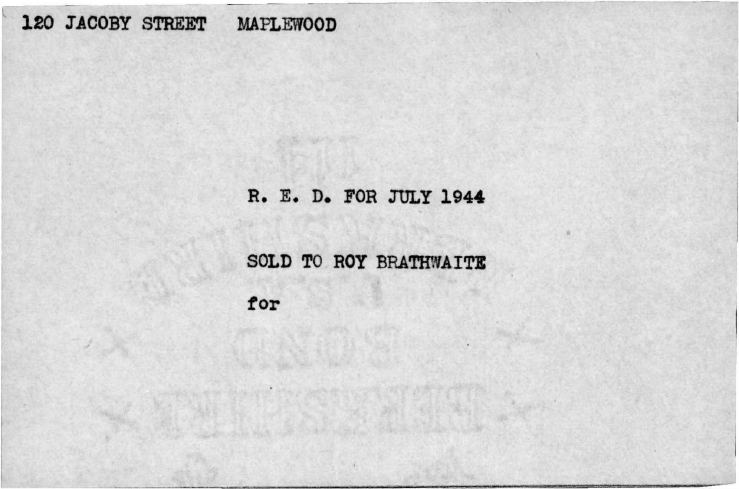 120 JACOBY STREET MAPLEWOOD
R. E. D. FOR JULY 1944
SOLD TO ROY BRATHWAITE
for